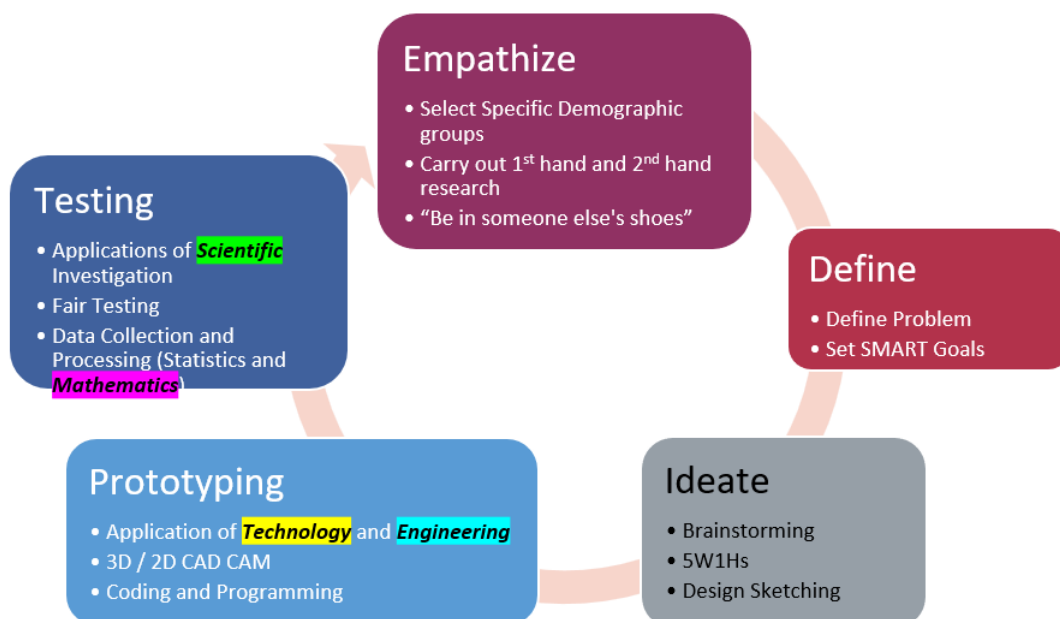 Empathize
• Select Specific Demographic
groups
• Carry out 1st hand and 2nd hand
research
• “Be in someone else's shoes”
Define
• Define Problem
• Set SMART Goals
Ideate
• Brainstorming
• 5W1Hs
• Design Sketching
Prototyping
• Application of Technology and Engineering
• 3D / 2D CAD CAM
• Coding and Programming
Testing
• Applications of Scientific
Investigation
• Fair Testing
• Data Collection and
Processing (Statistics and
Mathematics)